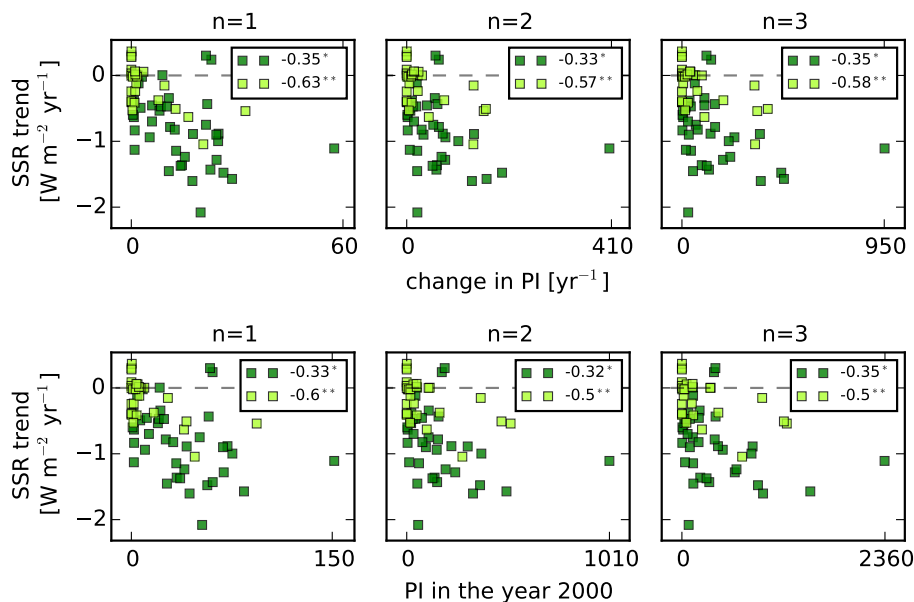 n=1 n=2 n=3
SSR trend
[W m⁻² yr⁻¹]
0
−1
−2
-0.35*
-0.63**
-0.33*
-0.57**
-0.35*
-0.58**
0 60 0 410 0 950
change in PI [yr⁻¹]
n=1 n=2 n=3
SSR trend
[W m⁻² yr⁻¹]
0
−1
−2
-0.33*
-0.6**
-0.32*
-0.5**
-0.35*
-0.5**
0 150 0 1010 0 2360
PI in the year 2000